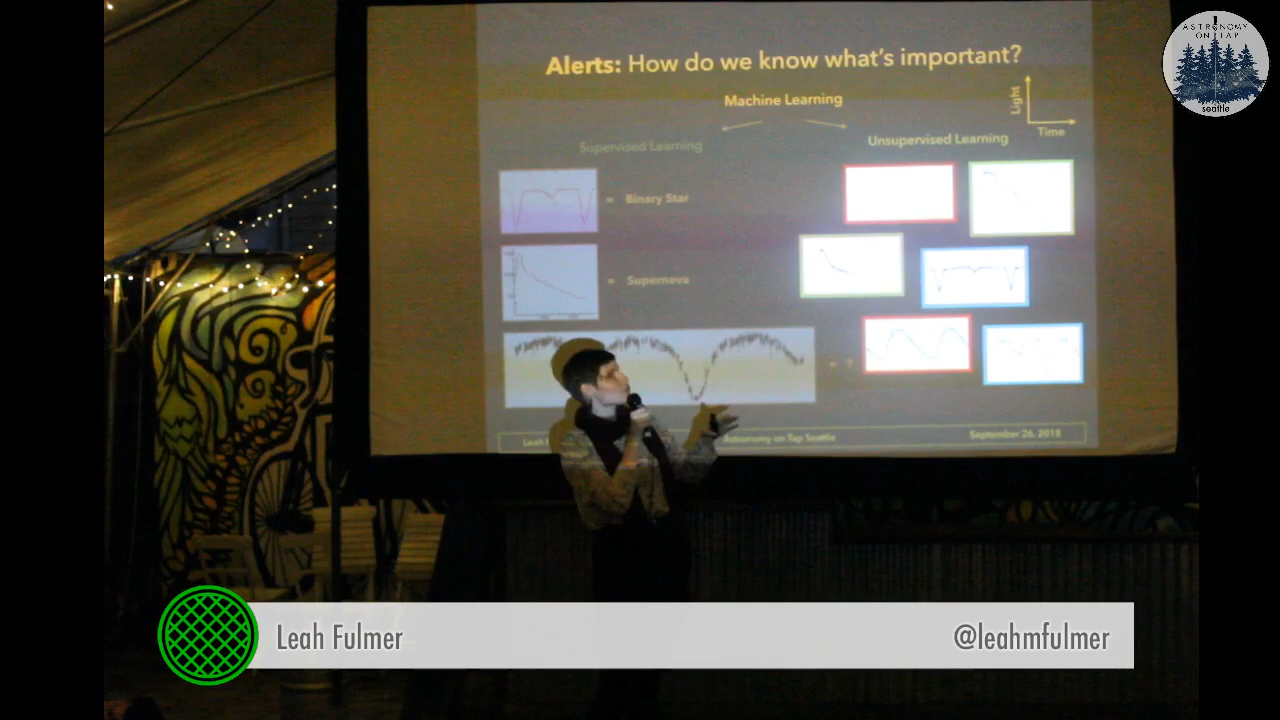 ASTRONOMY
ON TAP
seattle
Alerts: How do we know what's important?
Machine Learning
Light
Time
Supervised Learning
Unsupervised Learning
= Binary Star
= Supernova
= ?
Leah
Astronomy on Tap Seattle
September 26, 2018
Leah Fulmer
@leahmfulmer